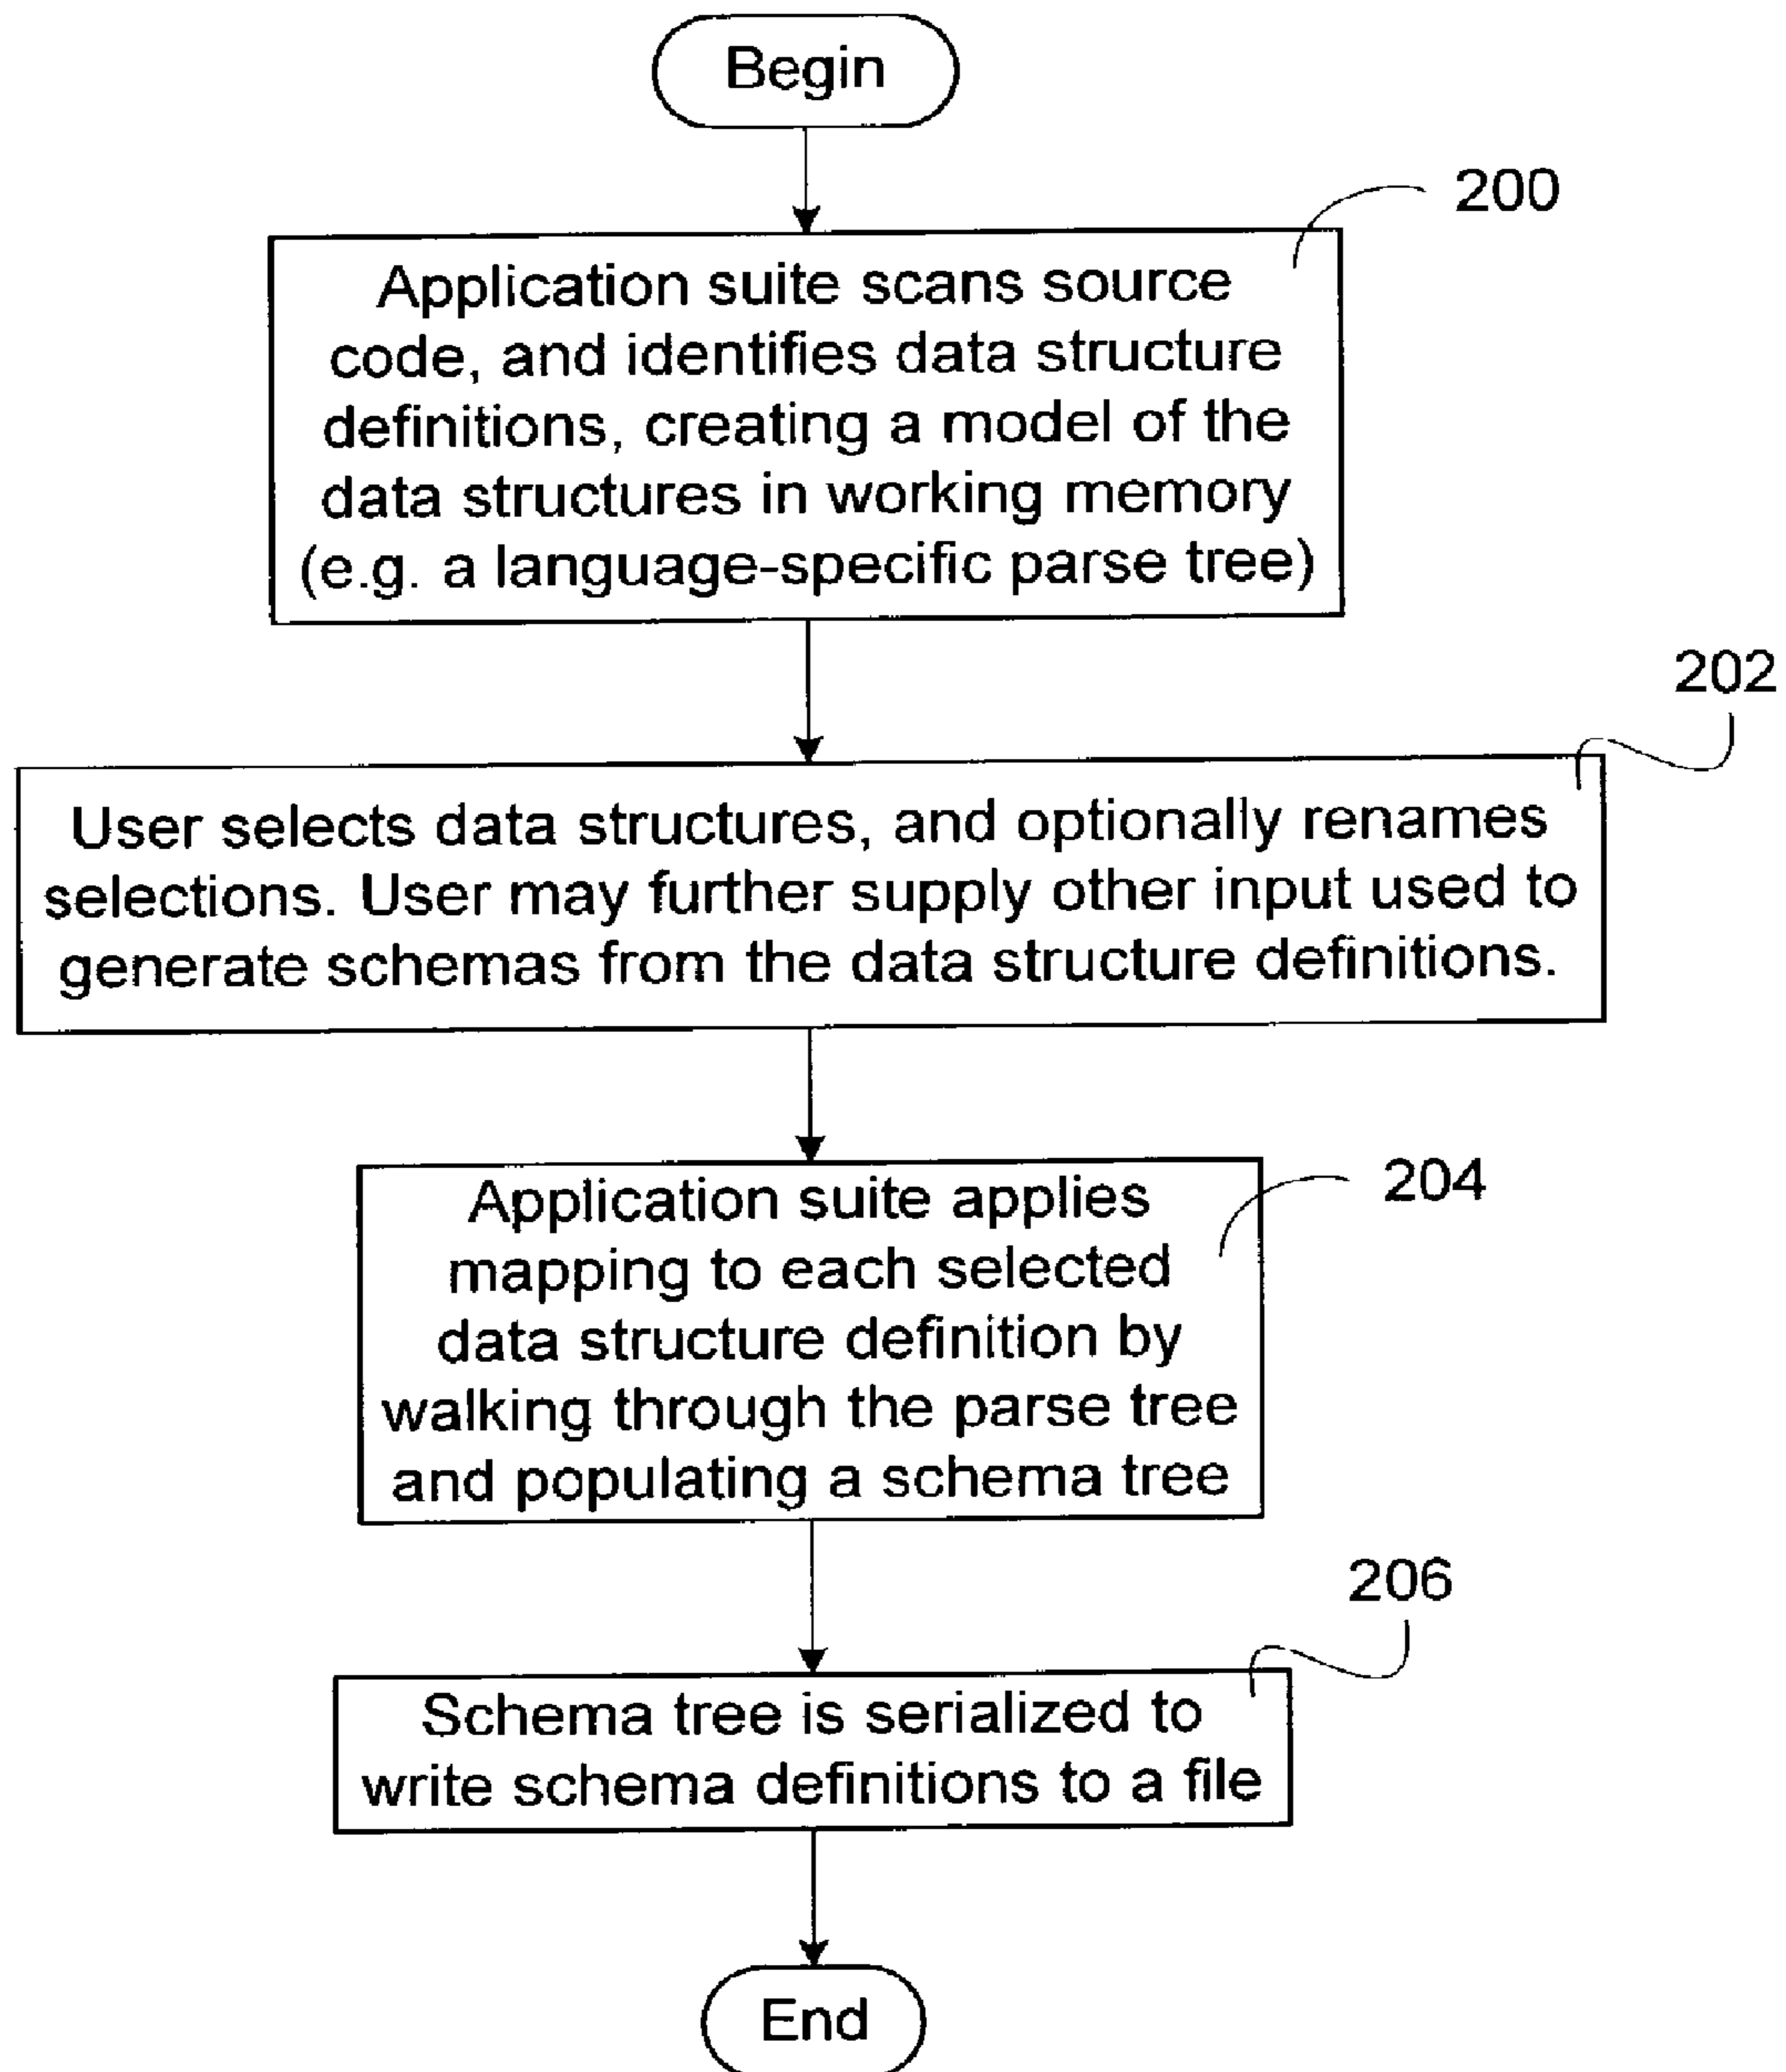 Begin
200
Application suite scans source
code, and identifies data structure
definitions, creating a model of the
data structures in working memory
(e.g. a language-specific parse tree)
202
User selects data structures, and optionally renames
selections. User may further supply other input used to
generate schemas from the data structure definitions.
204
Application suite applies
mapping to each selected
data structure definition by
walking through the parse tree
and populating a schema tree
206
Schema tree is serialized to
write schema definitions to a file
End